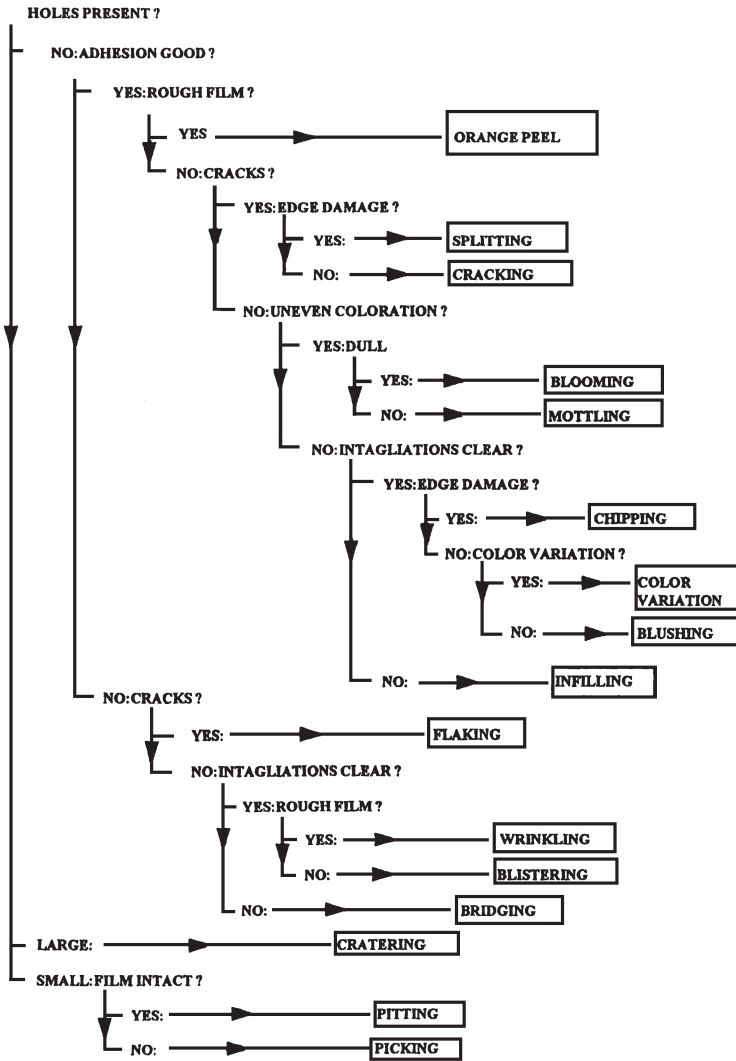 HOLES PRESENT ?
NO:ADHESION GOOD ?
YES:ROUGH FILM ?
YES
ORANGE PEEL
NO:CRACKS ?
YES:EDGE DAMAGE ?
YES:
SPLITTING
NO:
CRACKING
NO:UNEVEN COLORATION ?
YES:DULL
YES:
BLOOMING
NO:
MOTTLING
NO:INTAGLIATIONS CLEAR ?
YES:EDGE DAMAGE ?
YES:
CHIPPING
NO:COLOR VARIATION ?
YES:
COLOR
VARIATION
NO:
BLUSHING
NO:
INFILLING
NO:CRACKS ?
YES:
FLAKING
NO:INTAGLIATIONS CLEAR ?
YES:ROUGH FILM ?
YES:
WRINKLING
NO:
BLISTERING
NO:
BRIDGING
LARGE:
CRATERING
SMALL:FILM INTACT ?
YES:
PITTING
NO:
PICKING